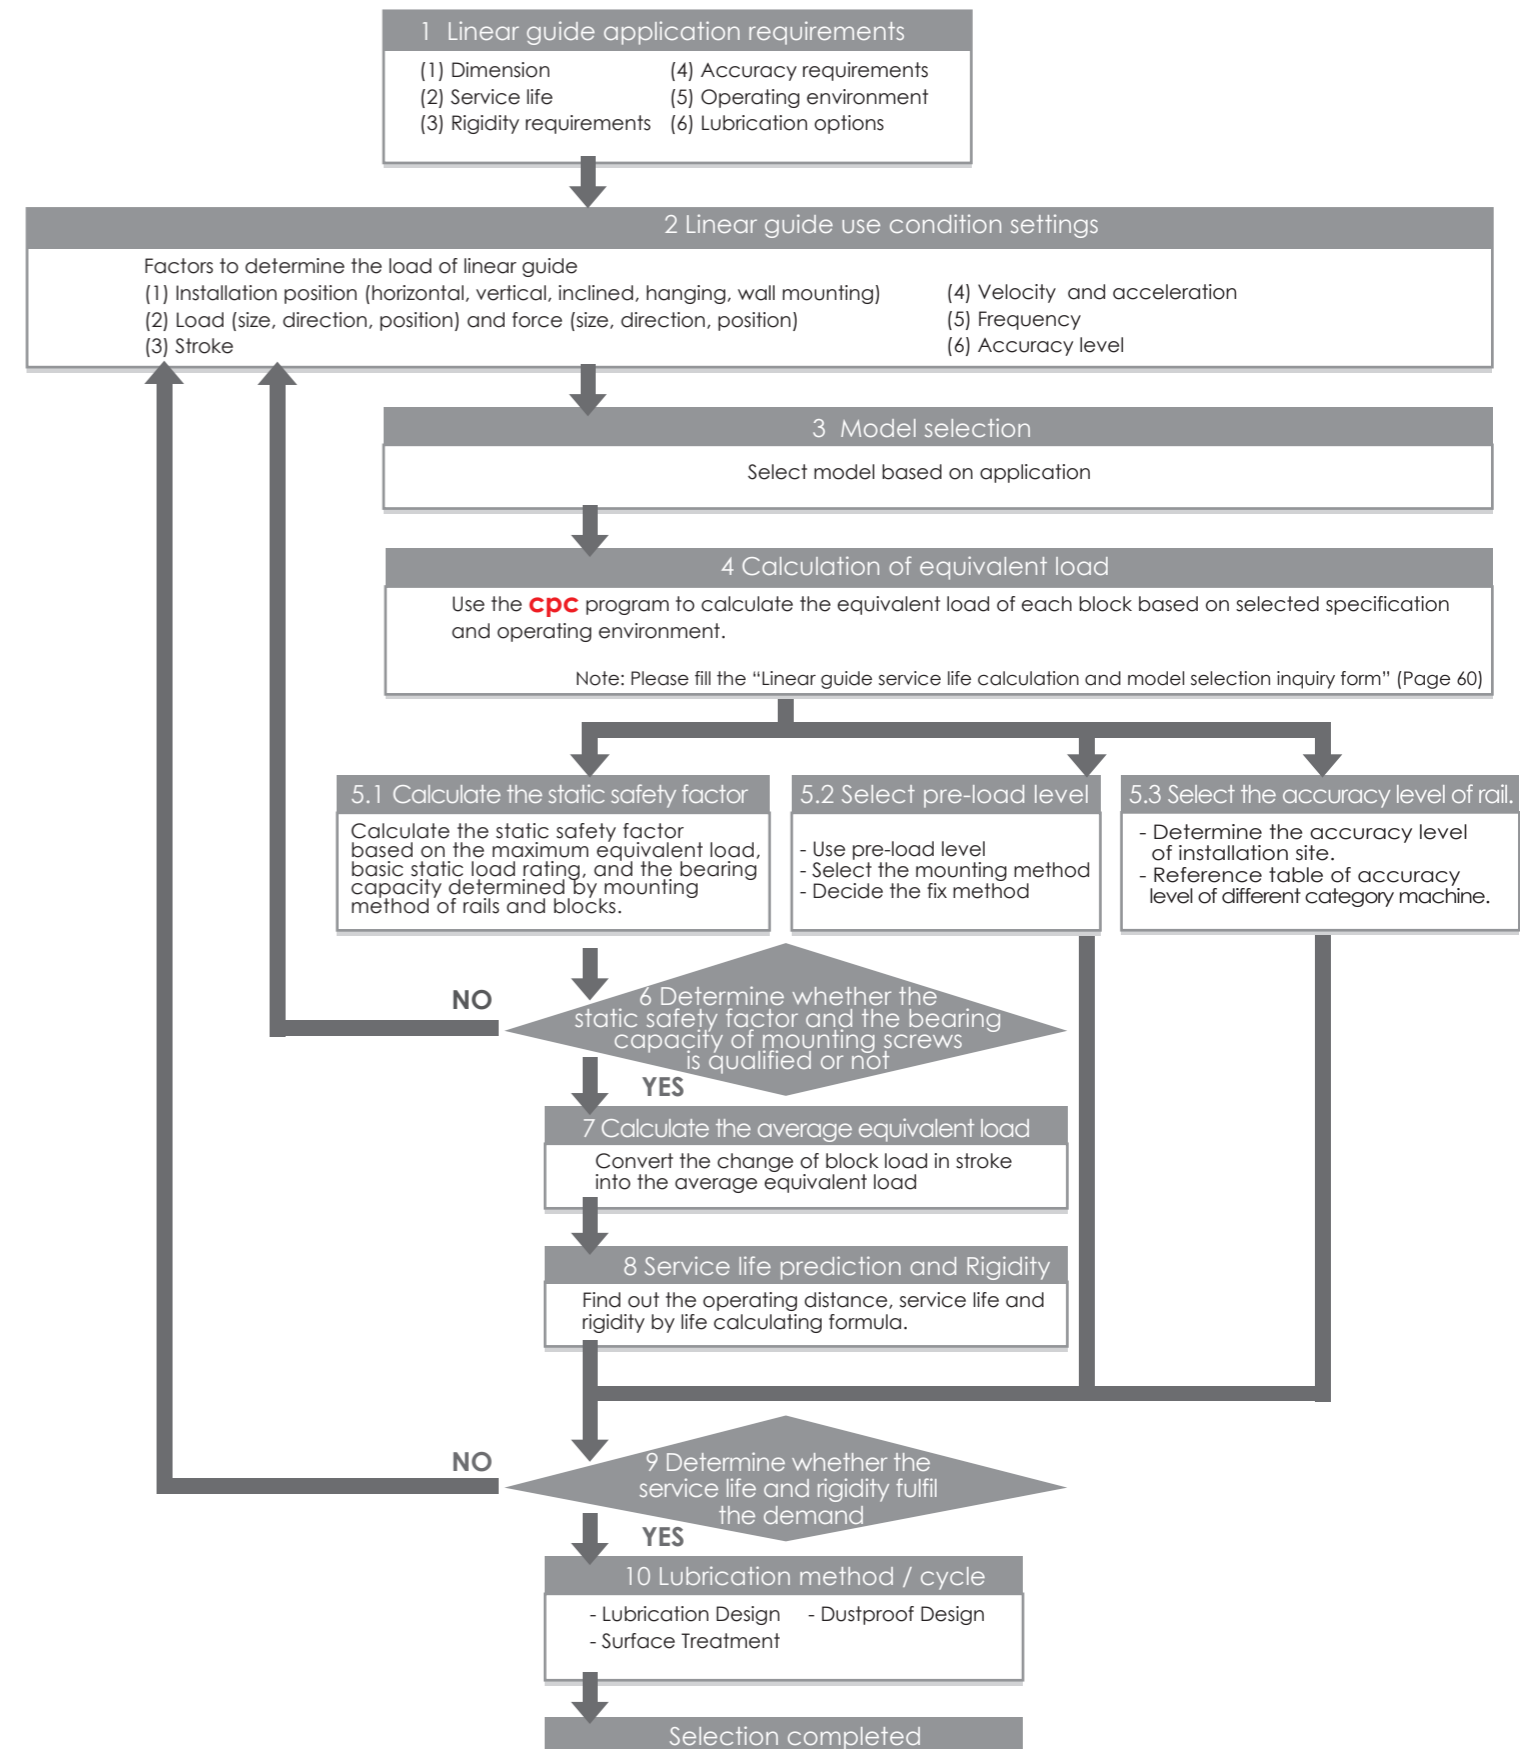 1 Linear guide application requirements
(1) Dimension
(2) Service life
(3) Rigidity requirements
(4) Accuracy requirements
(5) Operating environment
(6) Lubrication options
2 Linear guide use condition settings
Factors to determine the load of linear guide
(1) Installation position (horizontal, vertical, inclined, hanging, wall mounting)
(2) Load (size, direction, position) and force (size, direction, position)
(3) Stroke
(4) Velocity and acceleration
(5) Frequency
(6) Accuracy level
3 Model selection
Select model based on application
4 Calculation of equivalent load
Use the cpc program to calculate the equivalent load of each block based on selected specification
and operating environment.
Note: Please fill the “Linear guide service life calculation and model selection inquiry form” (Page 60)
5.1 Calculate the static safety factor
Calculate the static safety factor
based on the maximum equivalent load,
basic static load rating, and the bearing
capacity determined by mounting
method of rails and blocks.
5.2 Select pre-load level
- Use pre-load level
- Select the mounting method
- Decide the fix method
5.3 Select the accuracy level of rail.
- Determine the accuracy level
of installation site.
- Reference table of accuracy
level of different category machine.
NO
6 Determine whether the
static safety factor and the bearing
capacity of mounting screws
is qualified or not
YES
7 Calculate the average equivalent load
Convert the change of block load in stroke
into the average equivalent load
8 Service life prediction and Rigidity
Find out the operating distance, service life and
rigidity by life calculating formula.
NO
9 Determine whether the
service life and rigidity fulfil
the demand
YES
10 Lubrication method / cycle
- Lubrication Design - Dustproof Design
- Surface Treatment
Selection completed